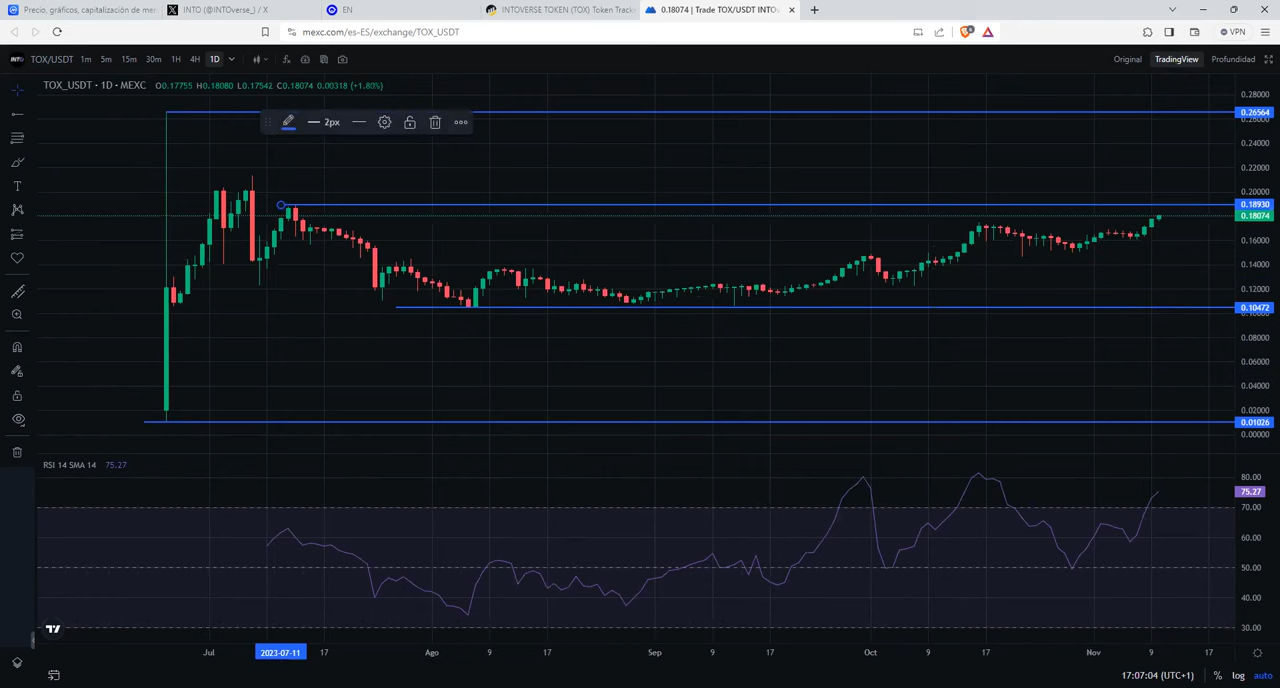 Precio, gráficos, capitalización de mer
INTO (@INTOverse_) / X
EN
INTOVERSE TOKEN (TOX) Token Track
0.18074 | Trade TOX/USDT INTO
mexc.com/es-ES/exchange/TOX_USDT
6
VPN
INTO
TOX/USDT 1m 5m 15m 30m 1H 4H 1D
Original TradingView Profundidad
TOX_USDT · 1D · MEXC O0.17755 H0.18080 L0.17542 C0.18074 0.00318 (+1.80%)
2px
0.28000
0.26564
0.26000
0.24000
0.22000
0.20000
0.18930
0.18074
0.16000
0.14000
0.12000
0.10472
0.08000
0.06000
0.04000
0.02000
0.01026
0.00000
RSI 14 SMA 14 75.27
80.00
75.27
70.00
60.00
50.00
40.00
30.00
Jul 2023-07-11 17 Ago 9 17 Sep 9 17 Oct 9 17 Nov 9 17
17:07:04 (UTC+1) % log auto